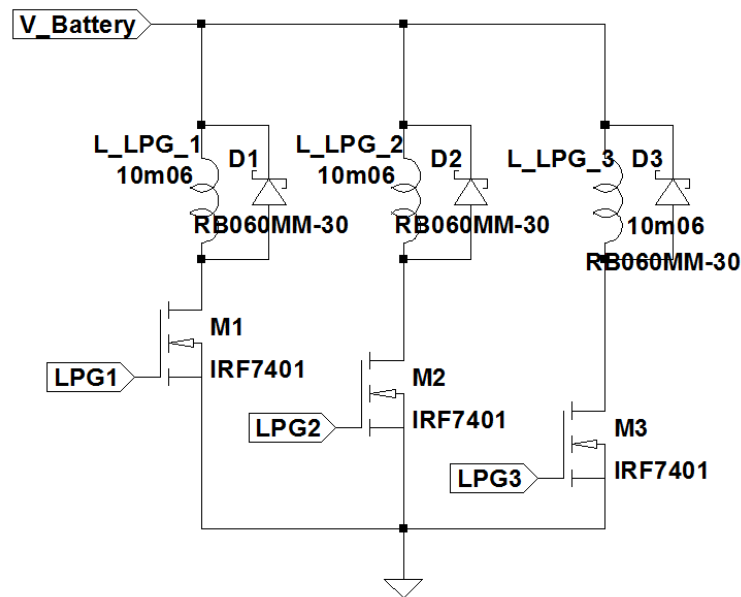 V_Battery
L_LPG_1
D1
10m06
RB060MM-30
L_LPG_2
D2
10m06
RB060MM-30
L_LPG_3
D3
10m06
RB060MM-30
M1
LPG1
IRF7401
M2
LPG2
IRF7401
M3
LPG3
IRF7401